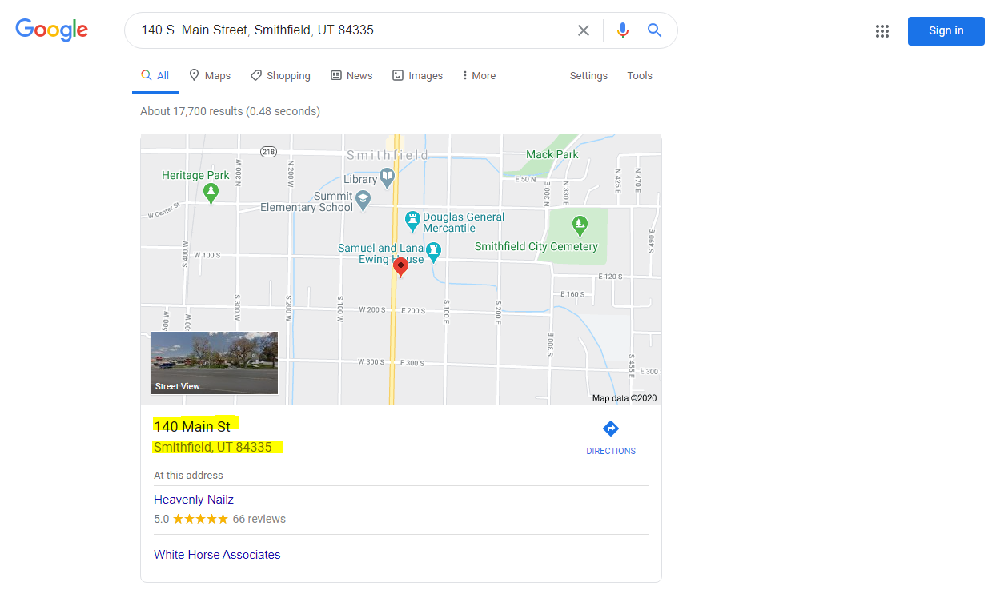 Google
140 S. Main Street, Smithfield, UT 84335
Sign in
All
Maps
Shopping
News
Images
More
Settings
Tools
About 17,700 results (0.48 seconds)
218
Smithfield
Mack Park
Heritage Park
N 300 W
N 200 W
Library
E 50 N
N 300 E
N 330 E
N 425 E
N 470 E
Summit
Elementary School
W Center St
Douglas General
Mercantile
Smithfield City Cemetery
S 490 E
S 400 W
W 100 S
Samuel and Lana
Ewing House
E 120 S
E 160 S
S 300 W
S 200 W
S 100 W
W 200 S
E 200 S
S 100 E
S 200 E
500 W
00 W
S 300 E
W 300 S
E 300 S
S 455 E
E 300 S
Street View
Map data ©2020
140 Main St
Smithfield, UT 84335
DIRECTIONS
At this address
Heavenly Nailz
5.0 ★★★★★ 66 reviews
White Horse Associates